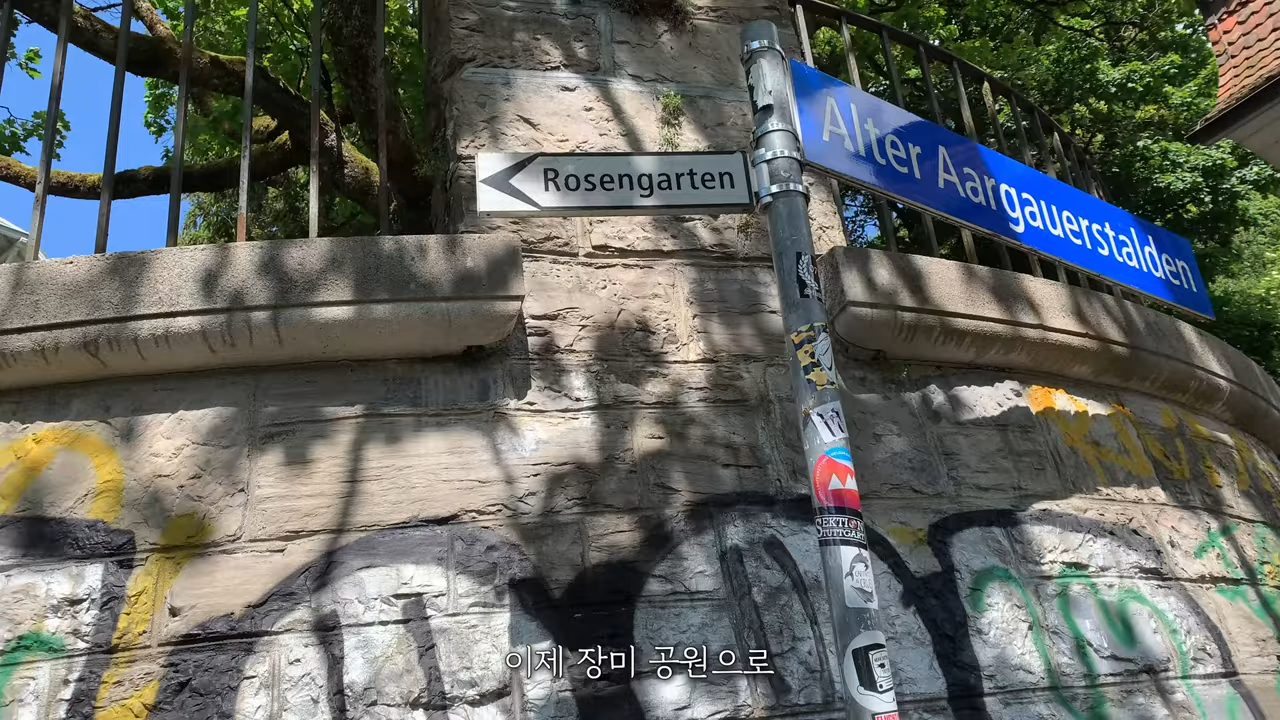 Alter Aargauerstalden
Rosengarten
SEKTION
STUTTGART
이제 장미 공원으로